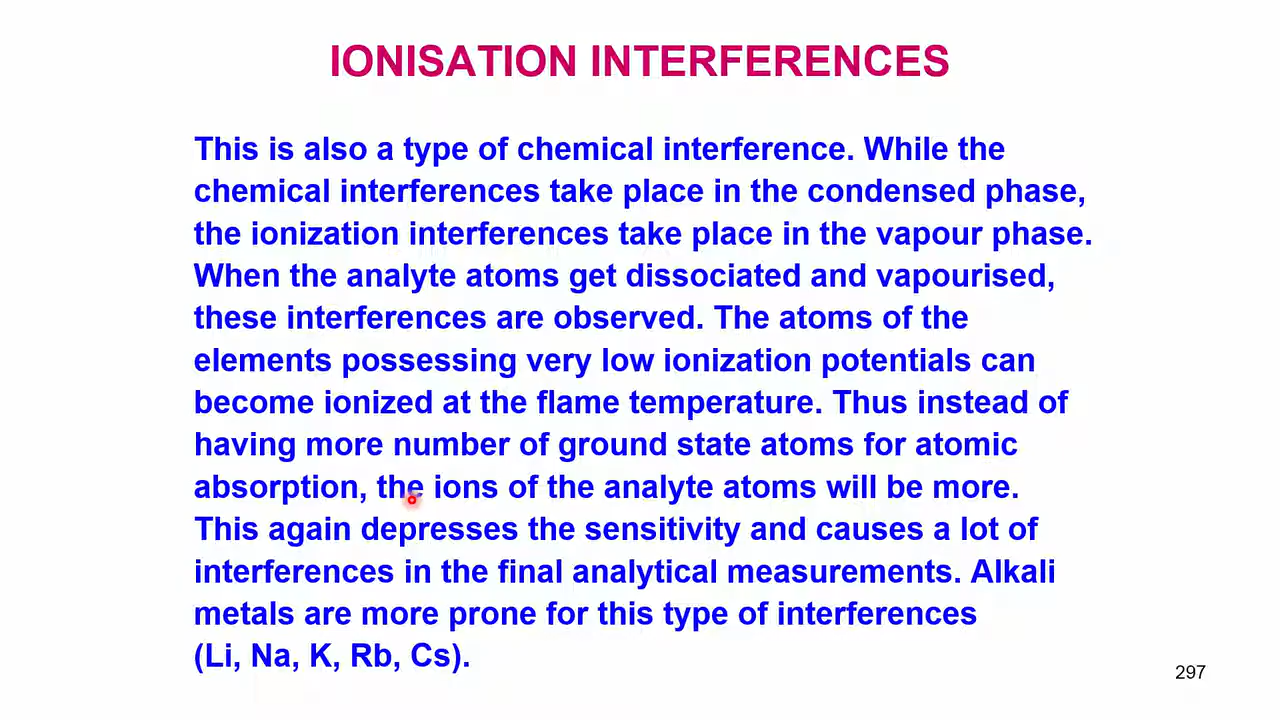 IONISATION INTERFERENCES
This is also a type of chemical interference. While the
chemical interferences take place in the condensed phase,
the ionization interferences take place in the vapour phase.
When the analyte atoms get dissociated and vapourised,
these interferences are observed. The atoms of the
elements possessing very low ionization potentials can
become ionized at the flame temperature. Thus instead of
having more number of ground state atoms for atomic
absorption, the ions of the analyte atoms will be more.
This again depresses the sensitivity and causes a lot of
interferences in the final analytical measurements. Alkali
metals are more prone for this type of interferences
(Li, Na, K, Rb, Cs).
297